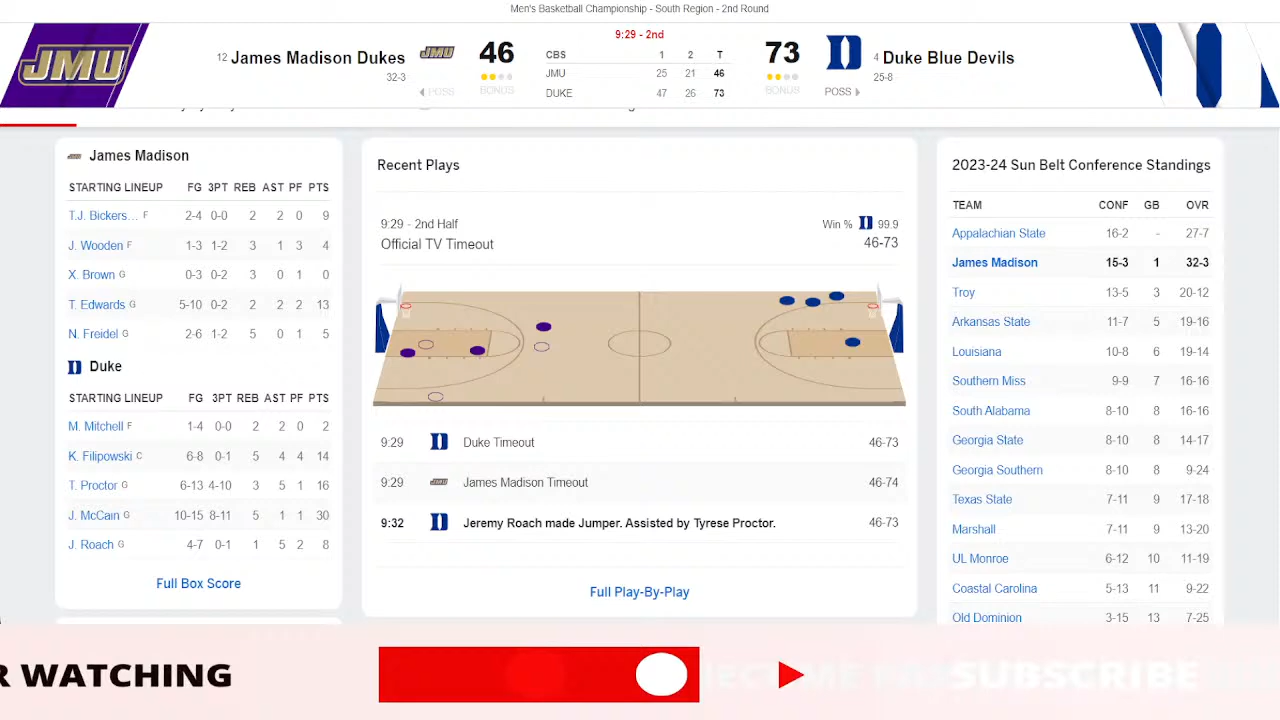 Men's Basketball Championship - South Region - 2nd Round
JMU
12 James Madison Dukes
32-3
JMU
46
BONUS
POSS
9:29 - 2nd
CBS 1 2 T
JMU 25 21 46
DUKE 47 26 73
73
BONUS
4 Duke Blue Devils
25-8
POSS
James Madison
STARTING LINEUP FG 3PT REB AST PF PTS
T.J. Bickers... F 2-4 0-0 2 2 0 9
J. Wooden F 1-3 1-2 3 1 3 4
X. Brown G 0-3 0-2 3 0 1 0
T. Edwards G 5-10 0-2 2 2 2 13
N. Freidel G 2-6 1-2 5 0 1 5
Duke
STARTING LINEUP FG 3PT REB AST PF PTS
M. Mitchell F 1-4 0-0 2 2 0 2
K. Filipowski C 6-8 0-1 5 4 4 14
T. Proctor G 6-13 4-10 3 5 1 16
J. McCain G 10-15 8-11 5 1 1 30
J. Roach G 4-7 0-1 1 5 2 8
Full Box Score
Recent Plays
9:29 - 2nd Half
Official TV Timeout
Win % 99.9
46-73
9:29 Duke Timeout 46-73
9:29 JMU James Madison Timeout 46-74
9:32 Jeremy Roach made Jumper. Assisted by Tyrese Proctor. 46-73
Full Play-By-Play
2023-24 Sun Belt Conference Standings
TEAM CONF GB OVR
Appalachian State 16-2 - 27-7
James Madison 15-3 1 32-3
Troy 13-5 3 20-12
Arkansas State 11-7 5 19-16
Louisiana 10-8 6 19-14
Southern Miss 9-9 7 16-16
South Alabama 8-10 8 16-16
Georgia State 8-10 8 14-17
Georgia Southern 8-10 8 9-24
Texas State 7-11 9 17-18
Marshall 7-11 9 13-20
UL Monroe 6-12 10 11-19
Coastal Carolina 5-13 11 9-22
Old Dominion 3-15 13 7-25
R WATCHING
SUBSCRIBE